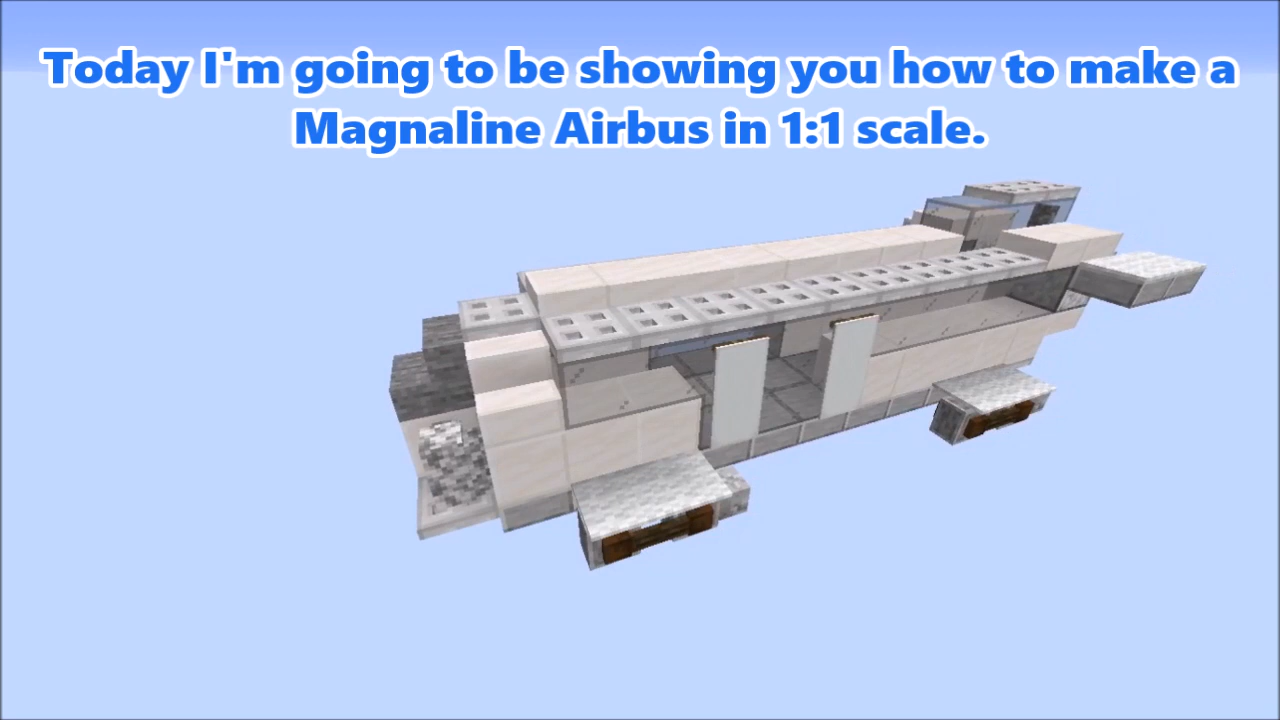 Today I'm going to be showing you how to make a
Magnaline Airbus in 1:1 scale.